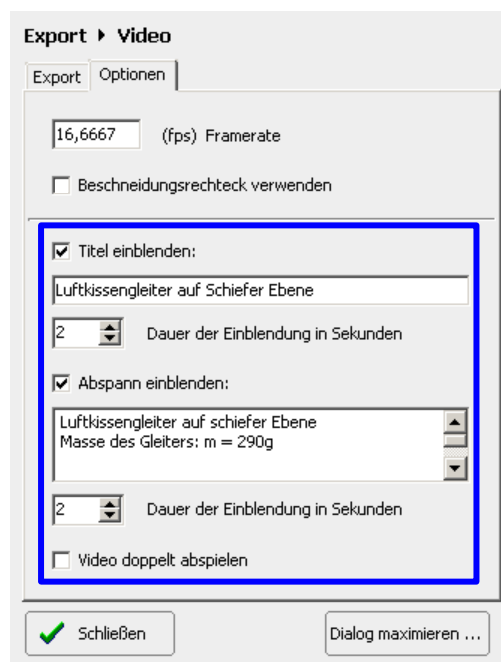 Export ▸ Video
Export Optionen
16,6667 (fps) Framerate
Beschneidungsrechteck verwenden
Titel einblenden:
Luftkissengleiter auf Schiefer Ebene
2 Dauer der Einblendung in Sekunden
Abspann einblenden:
Luftkissengleiter auf schiefer Ebene
Masse des Gleiters: m = 290g
2 Dauer der Einblendung in Sekunden
Video doppelt abspielen
Schließen Dialog maximieren ...